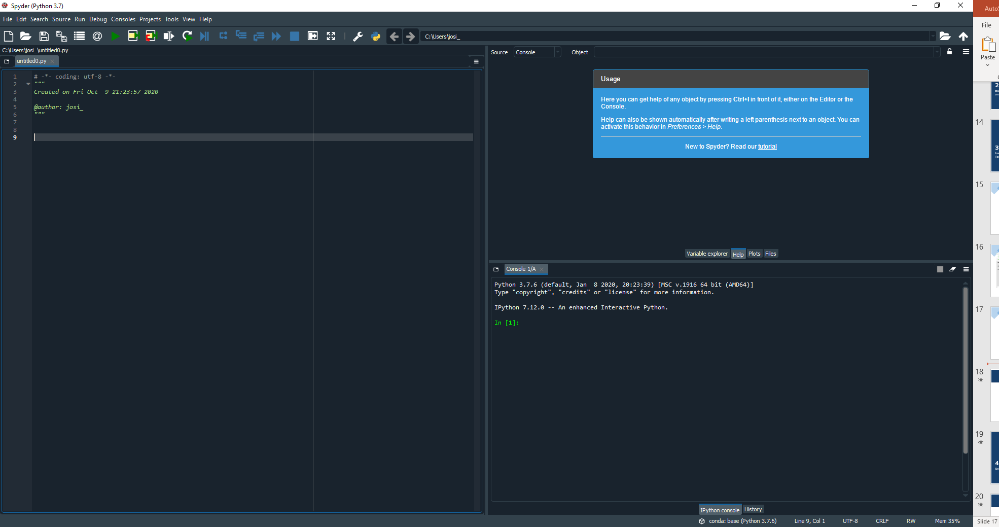 Spyder (Python 3.7)
File Edit Search Source Run Debug Consoles Projects Tools View Help
C:\Users\josi_
C:\Users\josi_\untitled0.py
untitled0.py
1 # -*- coding: utf-8 -*-
2 """
3 Created on Fri Oct  9 21:23:57 2020
4
5 @author: josi_
6 """
7
8
9
Source Console Object
Usage
Here you can get help of any object by pressing Ctrl+I in front of it, either on the Editor or the
Console.
Help can also be shown automatically after writing a left parenthesis next to an object. You can
activate this behavior in Preferences > Help.
New to Spyder? Read our tutorial
Variable explorer Help Plots Files
Console 1/A
Python 3.7.6 (default, Jan  8 2020, 20:23:39) [MSC v.1916 64 bit (AMD64)]
Type "copyright", "credits" or "license" for more information.
IPython 7.12.0 -- An enhanced Interactive Python.
In [1]:
IPython console History
conda: base (Python 3.7.6) Line 9, Col 1 UTF-8 CRLF RW Mem 35%
File
Paste
14
15
16
17
18
19
20
Slide 17